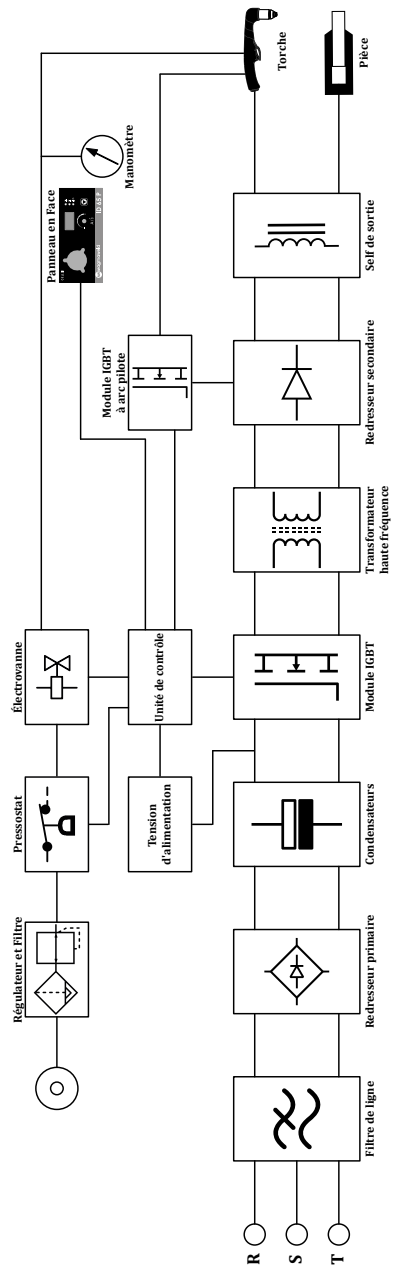 Régulateur et Filtre
Pressostat
Électrovanne
Panneau en Face
Manomètre
Tension
d'alimentation
Unité de contrôle
Module IGBT
à arc pilote
Torche
Pièce
R
S
T
Filtre de ligne
Redresseur primaire
Condensateurs
Module IGBT
Transformateur
haute fréquence
Redresseur secondaire
Self de sortie